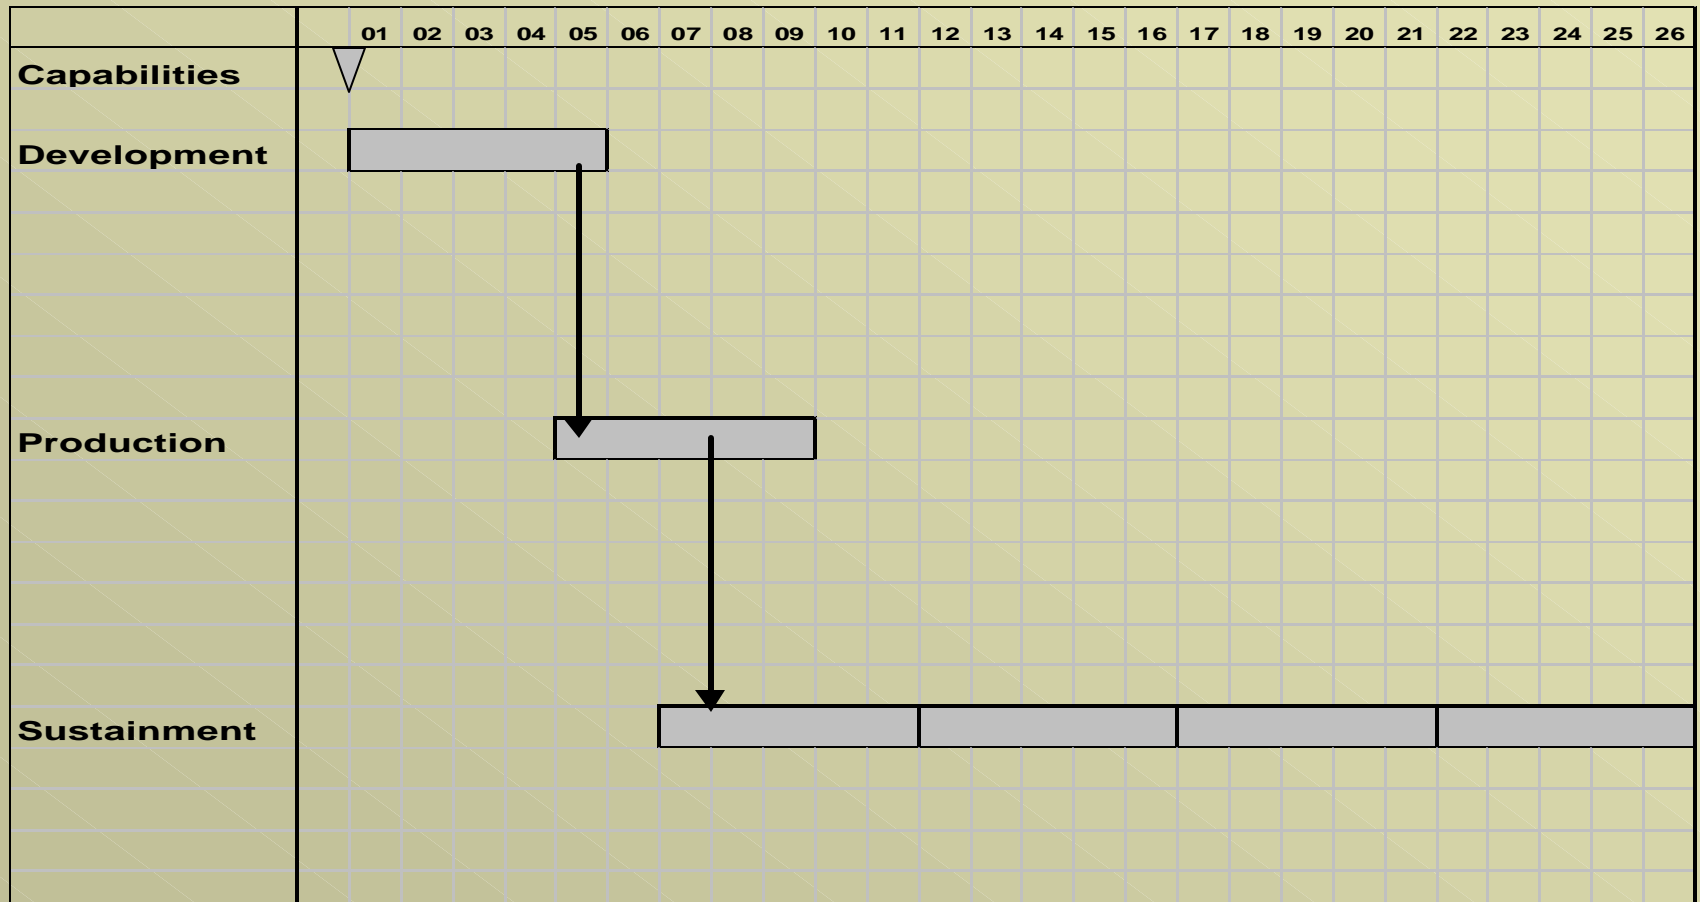 01 02 03 04 05 06 07 08 09 10 11 12 13 14 15 16 17 18 19 20 21 22 23 24 25 26
Capabilities
Development
Production
Sustainment